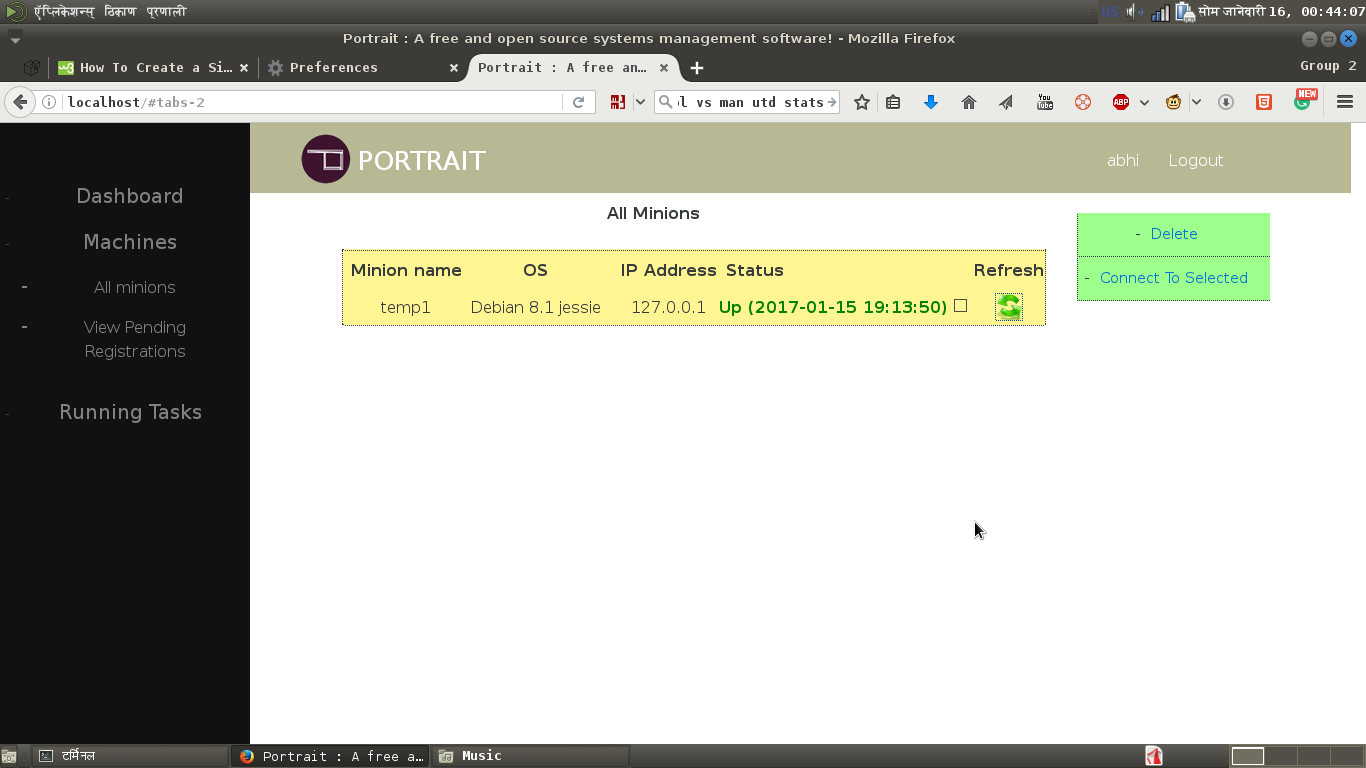 ऍप्लिकेशन्स् ठिकाण प्रणाली
US
सोम जानेवारी 16, 00:44:07
Portrait : A free and open source systems management software! - Mozilla Firefox
How To Create a Si...
Preferences
Portrait : A free an...
Group 2
localhost/#tabs-2
l vs man utd stats
You
Tube
ABP
NEW
PORTRAIT
abhi
Logout
- Dashboard
- Machines
- All minions
- View Pending
Registrations
- Running Tasks
All Minions
Minion name OS IP Address Status Refresh
temp1 Debian 8.1 jessie 127.0.0.1 Up (2017-01-15 19:13:50)
- Delete
- Connect To Selected
टर्मिनल
Portrait : A free a...
Music